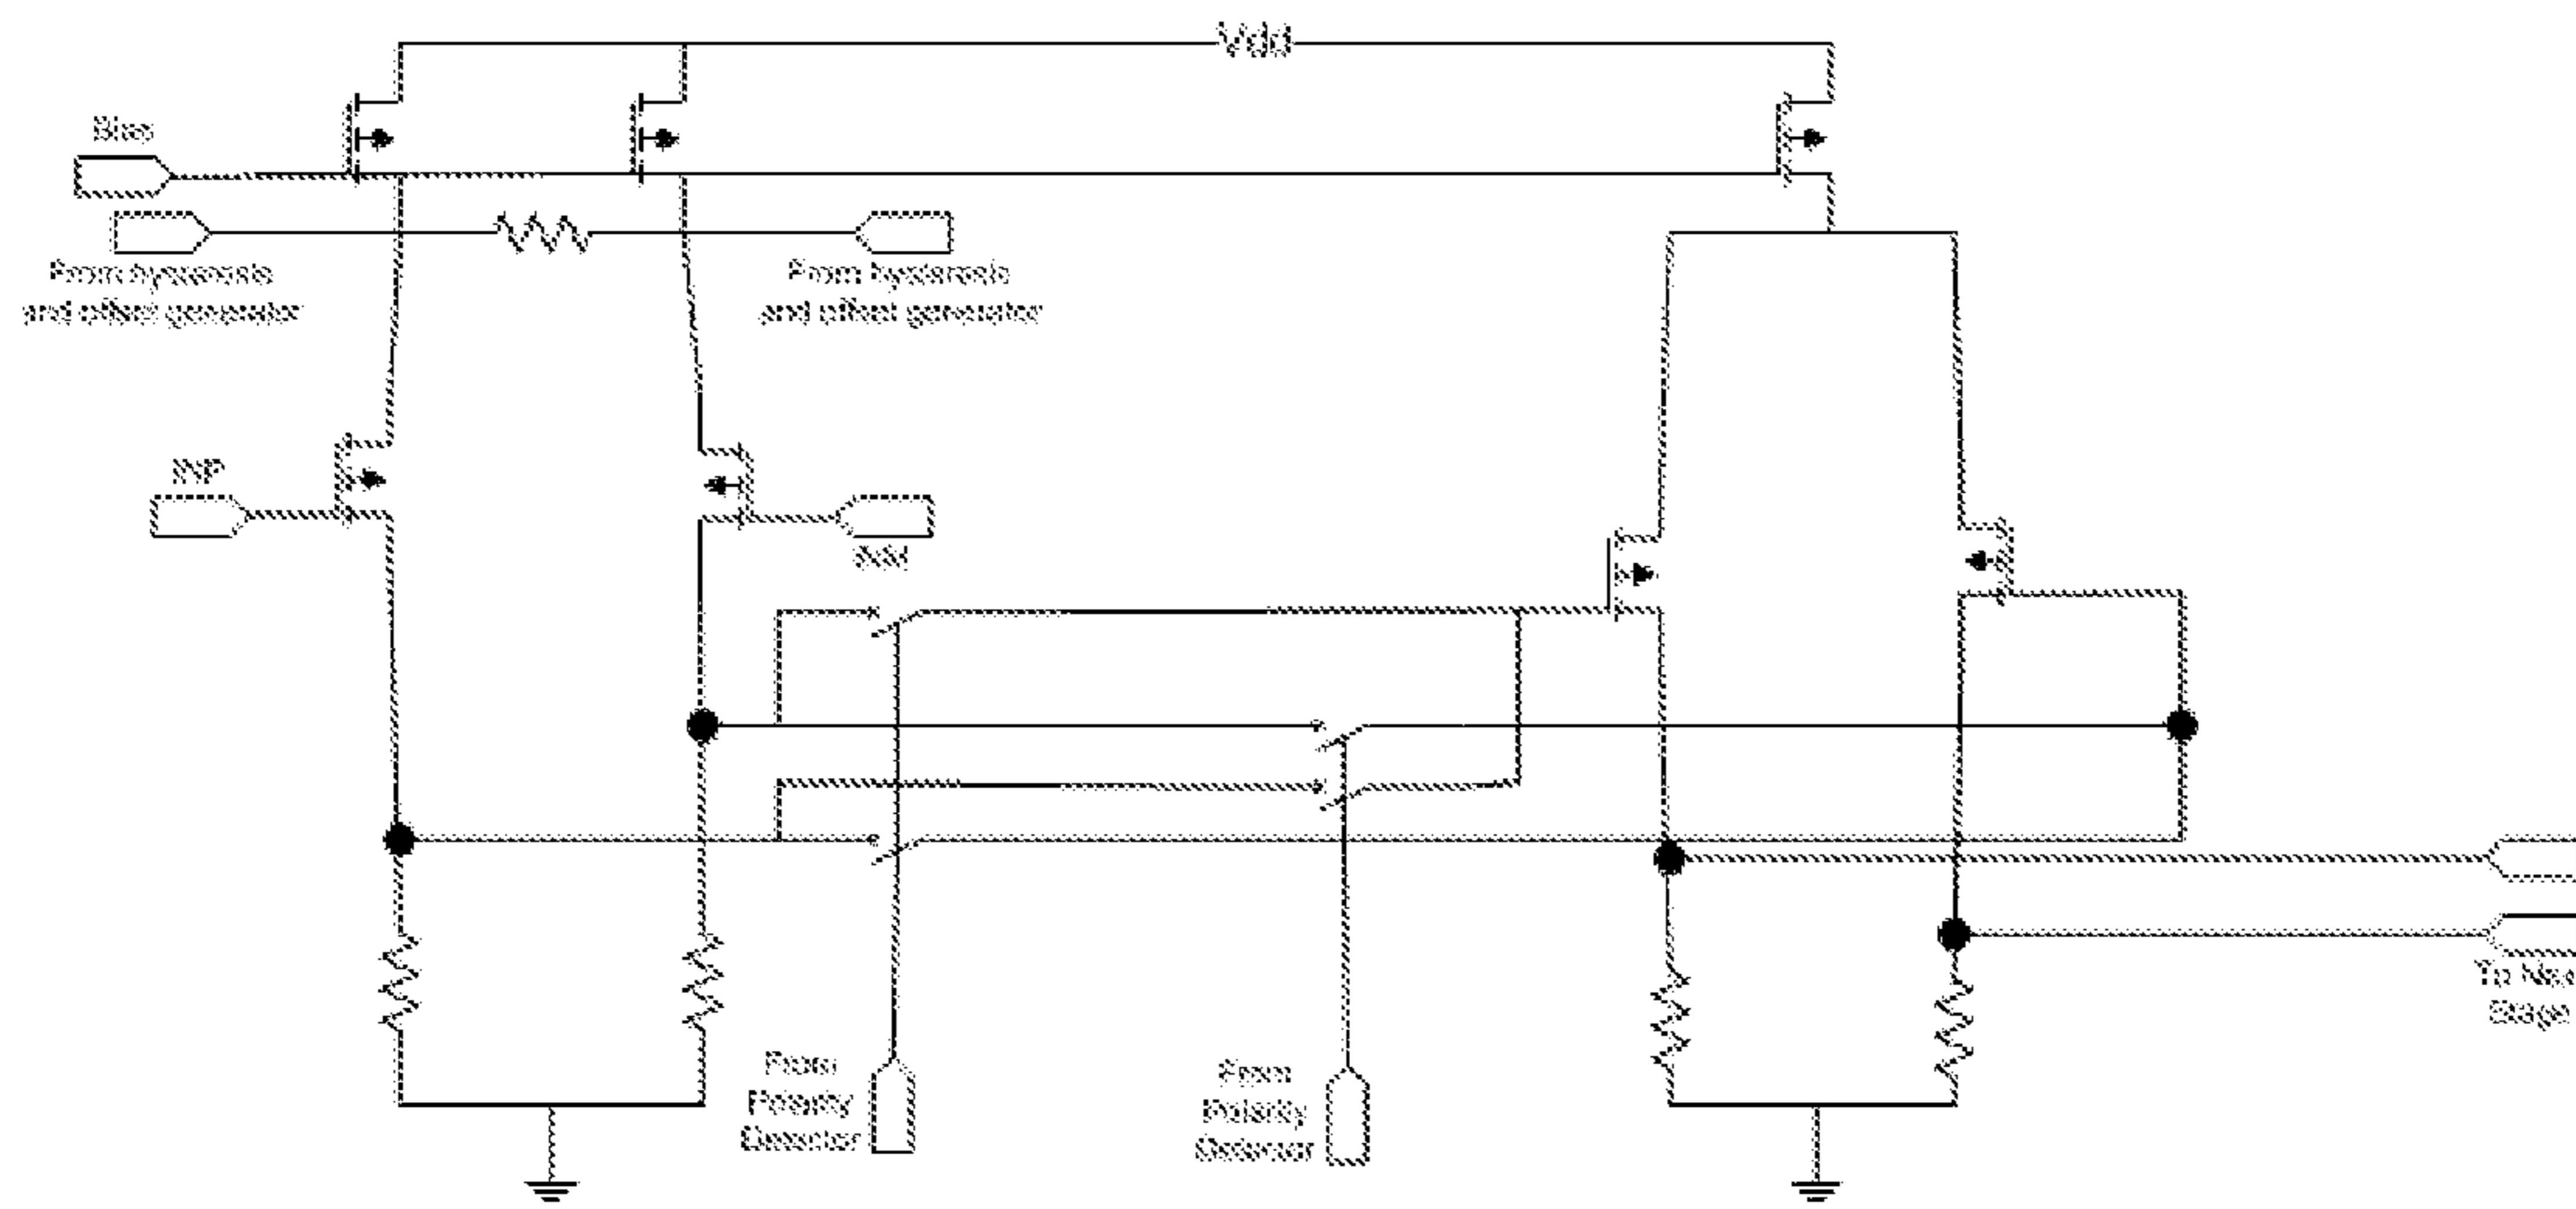 Vdd
Bias
From hysteresis
and offset generator
From hysteresis
and offset generator
INP
From
Polarity
Detector
From
Polarity
Detector
Stage